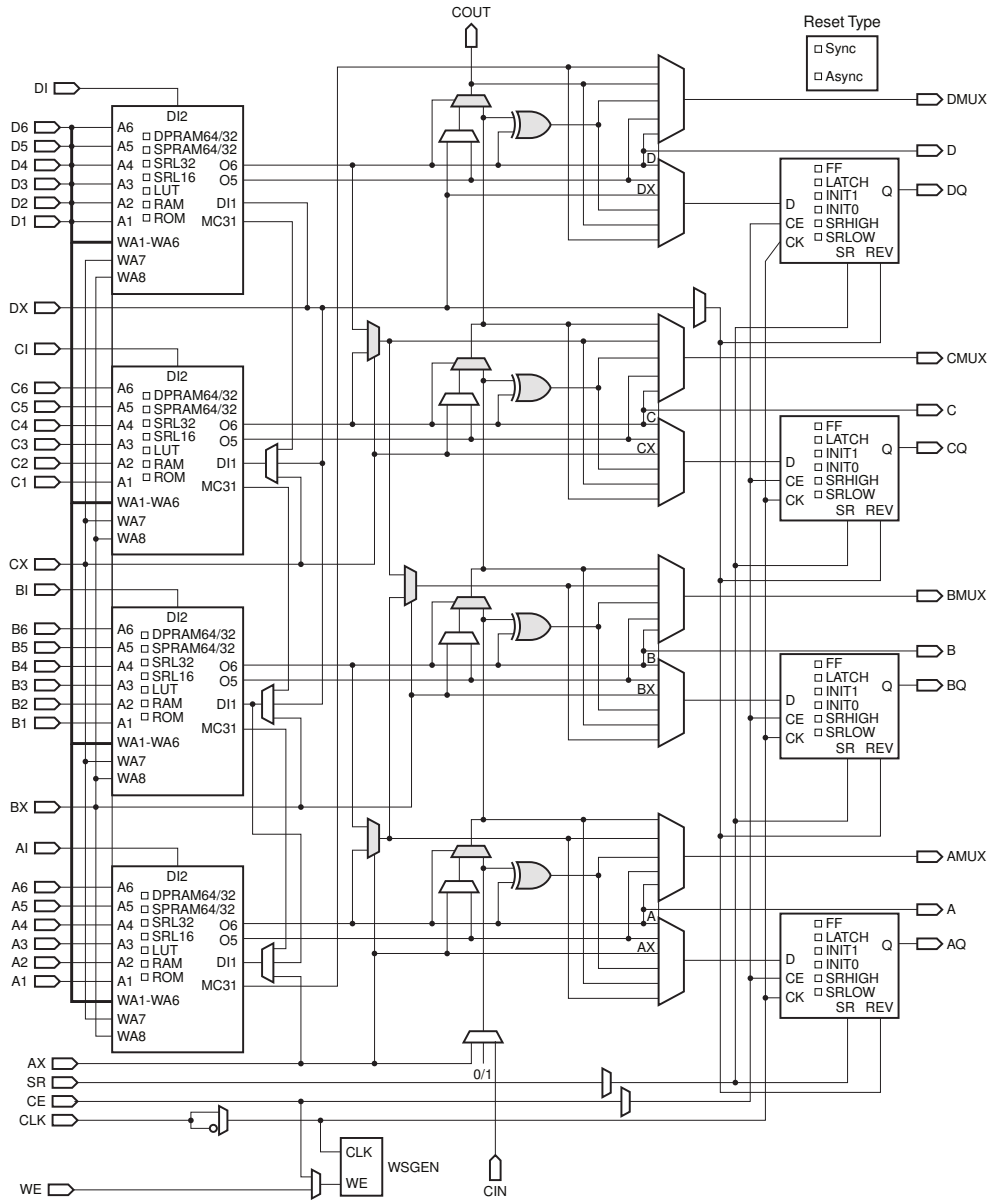 COUT
Reset Type
Sync
Async
DI
DI2
D6
D5
D4
D3
D2
D1
A6
A5
A4
A3
A2
A1
WA1-WA6
WA7
WA8
DPRAM64/32
SPRAM64/32
SRL32
SRL16
LUT
RAM
ROM
O6
O5
DI1
MC31
D
DX
DMUX
D
DQ
D
CE
CK
FF
LATCH
INIT1
INIT0
SRHIGH
SRLOW
Q
SR REV
DX
CI
DI2
C6
C5
C4
C3
C2
C1
A6
A5
A4
A3
A2
A1
WA1-WA6
WA7
WA8
DPRAM64/32
SPRAM64/32
SRL32
SRL16
LUT
RAM
ROM
O6
O5
DI1
MC31
C
CX
CMUX
C
CQ
D
CE
CK
FF
LATCH
INIT1
INIT0
SRHIGH
SRLOW
Q
SR REV
CX
BI
DI2
B6
B5
B4
B3
B2
B1
A6
A5
A4
A3
A2
A1
WA1-WA6
WA7
WA8
DPRAM64/32
SPRAM64/32
SRL32
SRL16
LUT
RAM
ROM
O6
O5
DI1
MC31
B
BX
BMUX
B
BQ
D
CE
CK
FF
LATCH
INIT1
INIT0
SRHIGH
SRLOW
Q
SR REV
BX
AI
DI2
A6
A5
A4
A3
A2
A1
A6
A5
A4
A3
A2
A1
WA1-WA6
WA7
WA8
DPRAM64/32
SPRAM64/32
SRL32
SRL16
LUT
RAM
ROM
O6
O5
DI1
MC31
A
AX
AMUX
A
AQ
D
CE
CK
FF
LATCH
INIT1
INIT0
SRHIGH
SRLOW
Q
SR REV
AX
SR
CE
CLK
WE
0/1
CLK
WE
WSGEN
CIN